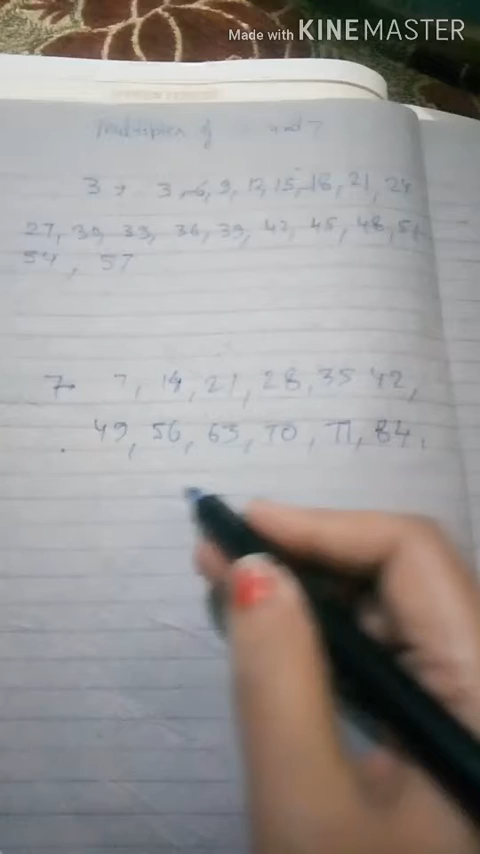 Made with KINEMASTER
Multiples of and 7
3 → 3, 6, 9, 12, 15, 18, 21, 24
27, 30, 33, 36, 39, 42, 45, 48, 51
54, 57
7→ 7, 14, 21, 28, 35 42,
49, 56, 63, 70, 77, 84,